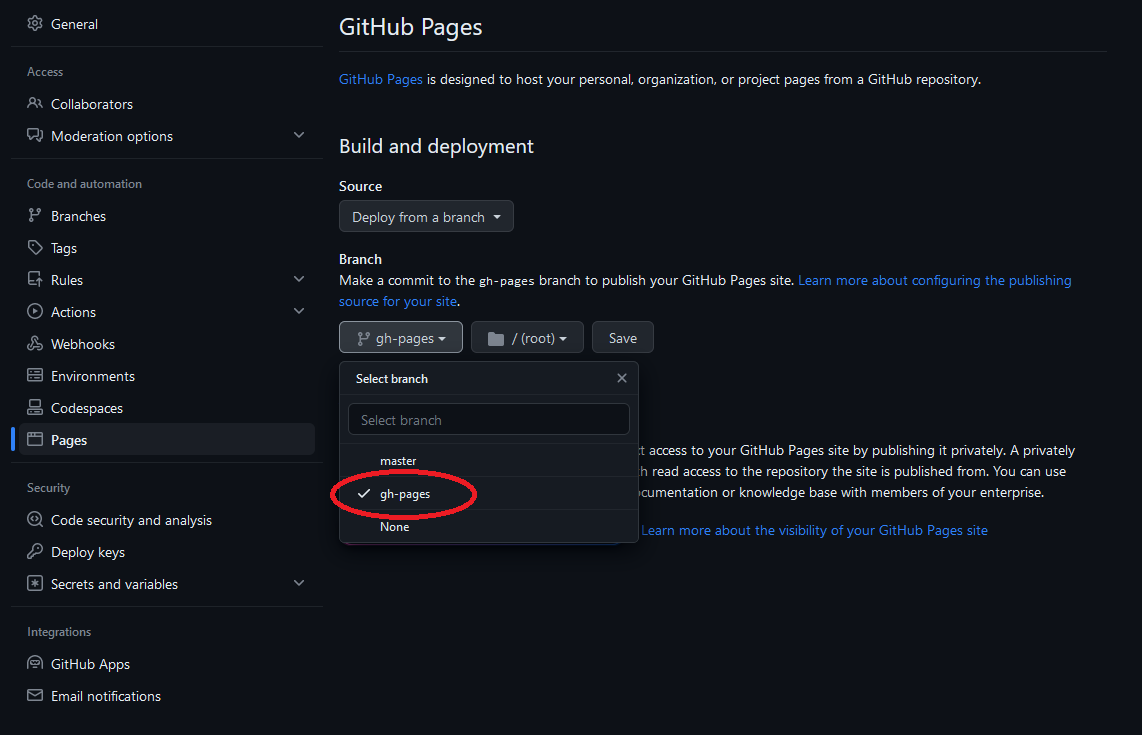 General
Access
Collaborators
Moderation options
Code and automation
Branches
Tags
Rules
Actions
Webhooks
Environments
Codespaces
Pages
Security
Code security and analysis
Deploy keys
Secrets and variables
Integrations
GitHub Apps
Email notifications
GitHub Pages
GitHub Pages is designed to host your personal, organization, or project pages from a GitHub repository.
Build and deployment
Source
Deploy from a branch
Branch
Make a commit to the gh-pages branch to publish your GitHub Pages site. Learn more about configuring the publishing
source for your site.
gh-pages / (root) Save
Select branch
Select branch
master
gh-pages
None
access to your GitHub Pages site by publishing it privately. A privately
read access to the repository the site is published from. You can use
or knowledge base with members of your enterprise.
Learn more about the visibility of your GitHub Pages site